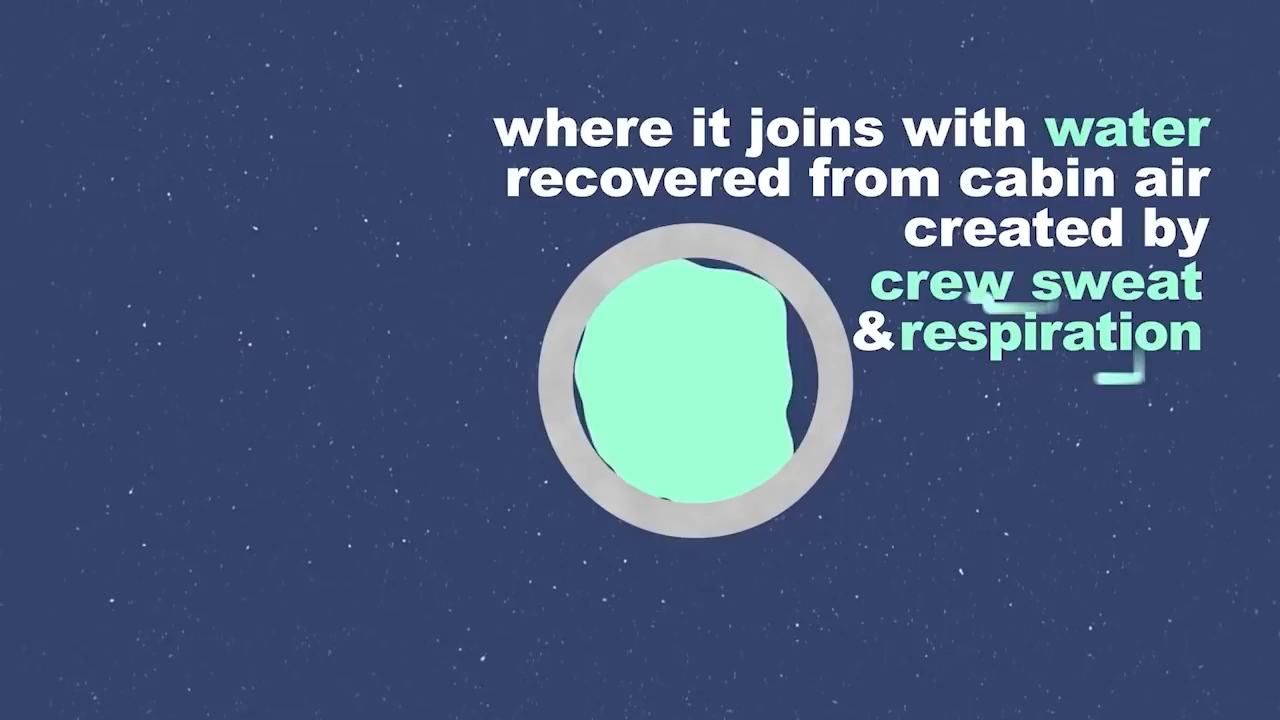 where it joins with water
recovered from cabin air
created by
crew sweat
& respiration